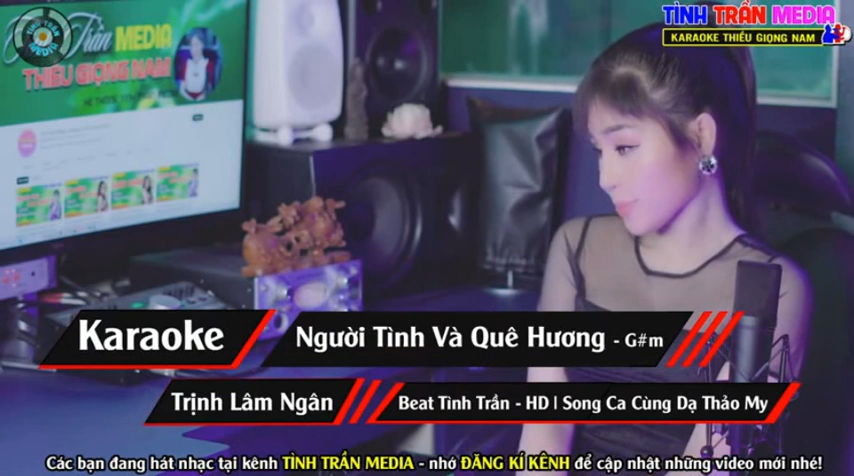 TÌNH TRẦN MEDIA
KARAOKE THIẾU GIỌNG NAM
Trần MEDIA
THIẾU GIỌNG NAM
Karaoke
Người Tình Và Quê Hương - G#m
Trịnh Lâm Ngân
Beat Tình Trần - HD | Song Ca Cùng Dạ Thảo My
Các bạn đang hát nhạc tại kênh TÌNH TRẦN MEDIA - nhớ ĐĂNG KÍ KÊNH để cập nhật những video mới nhé!